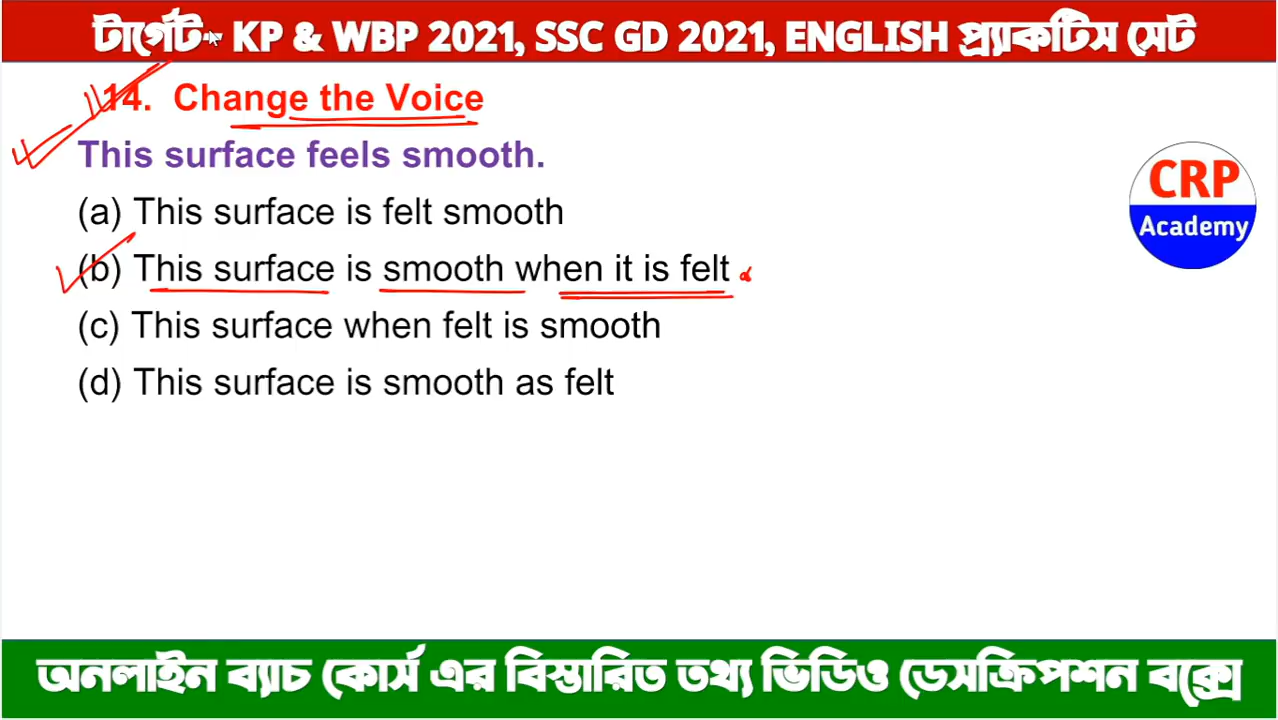 টার্গেট- KP & WBP 2021, SSC GD 2021, ENGLISH প্র্যাকটিস সেট
14. Change the Voice
This surface feels smooth.
(a) This surface is felt smooth
(b) This surface is smooth when it is felt
(c) This surface when felt is smooth
(d) This surface is smooth as felt
CRP
Academy
অনলাইন ব্যাচ কোর্স এর বিস্তারিত তথ্য ভিডিও ডেসক্রিপশন বক্সে